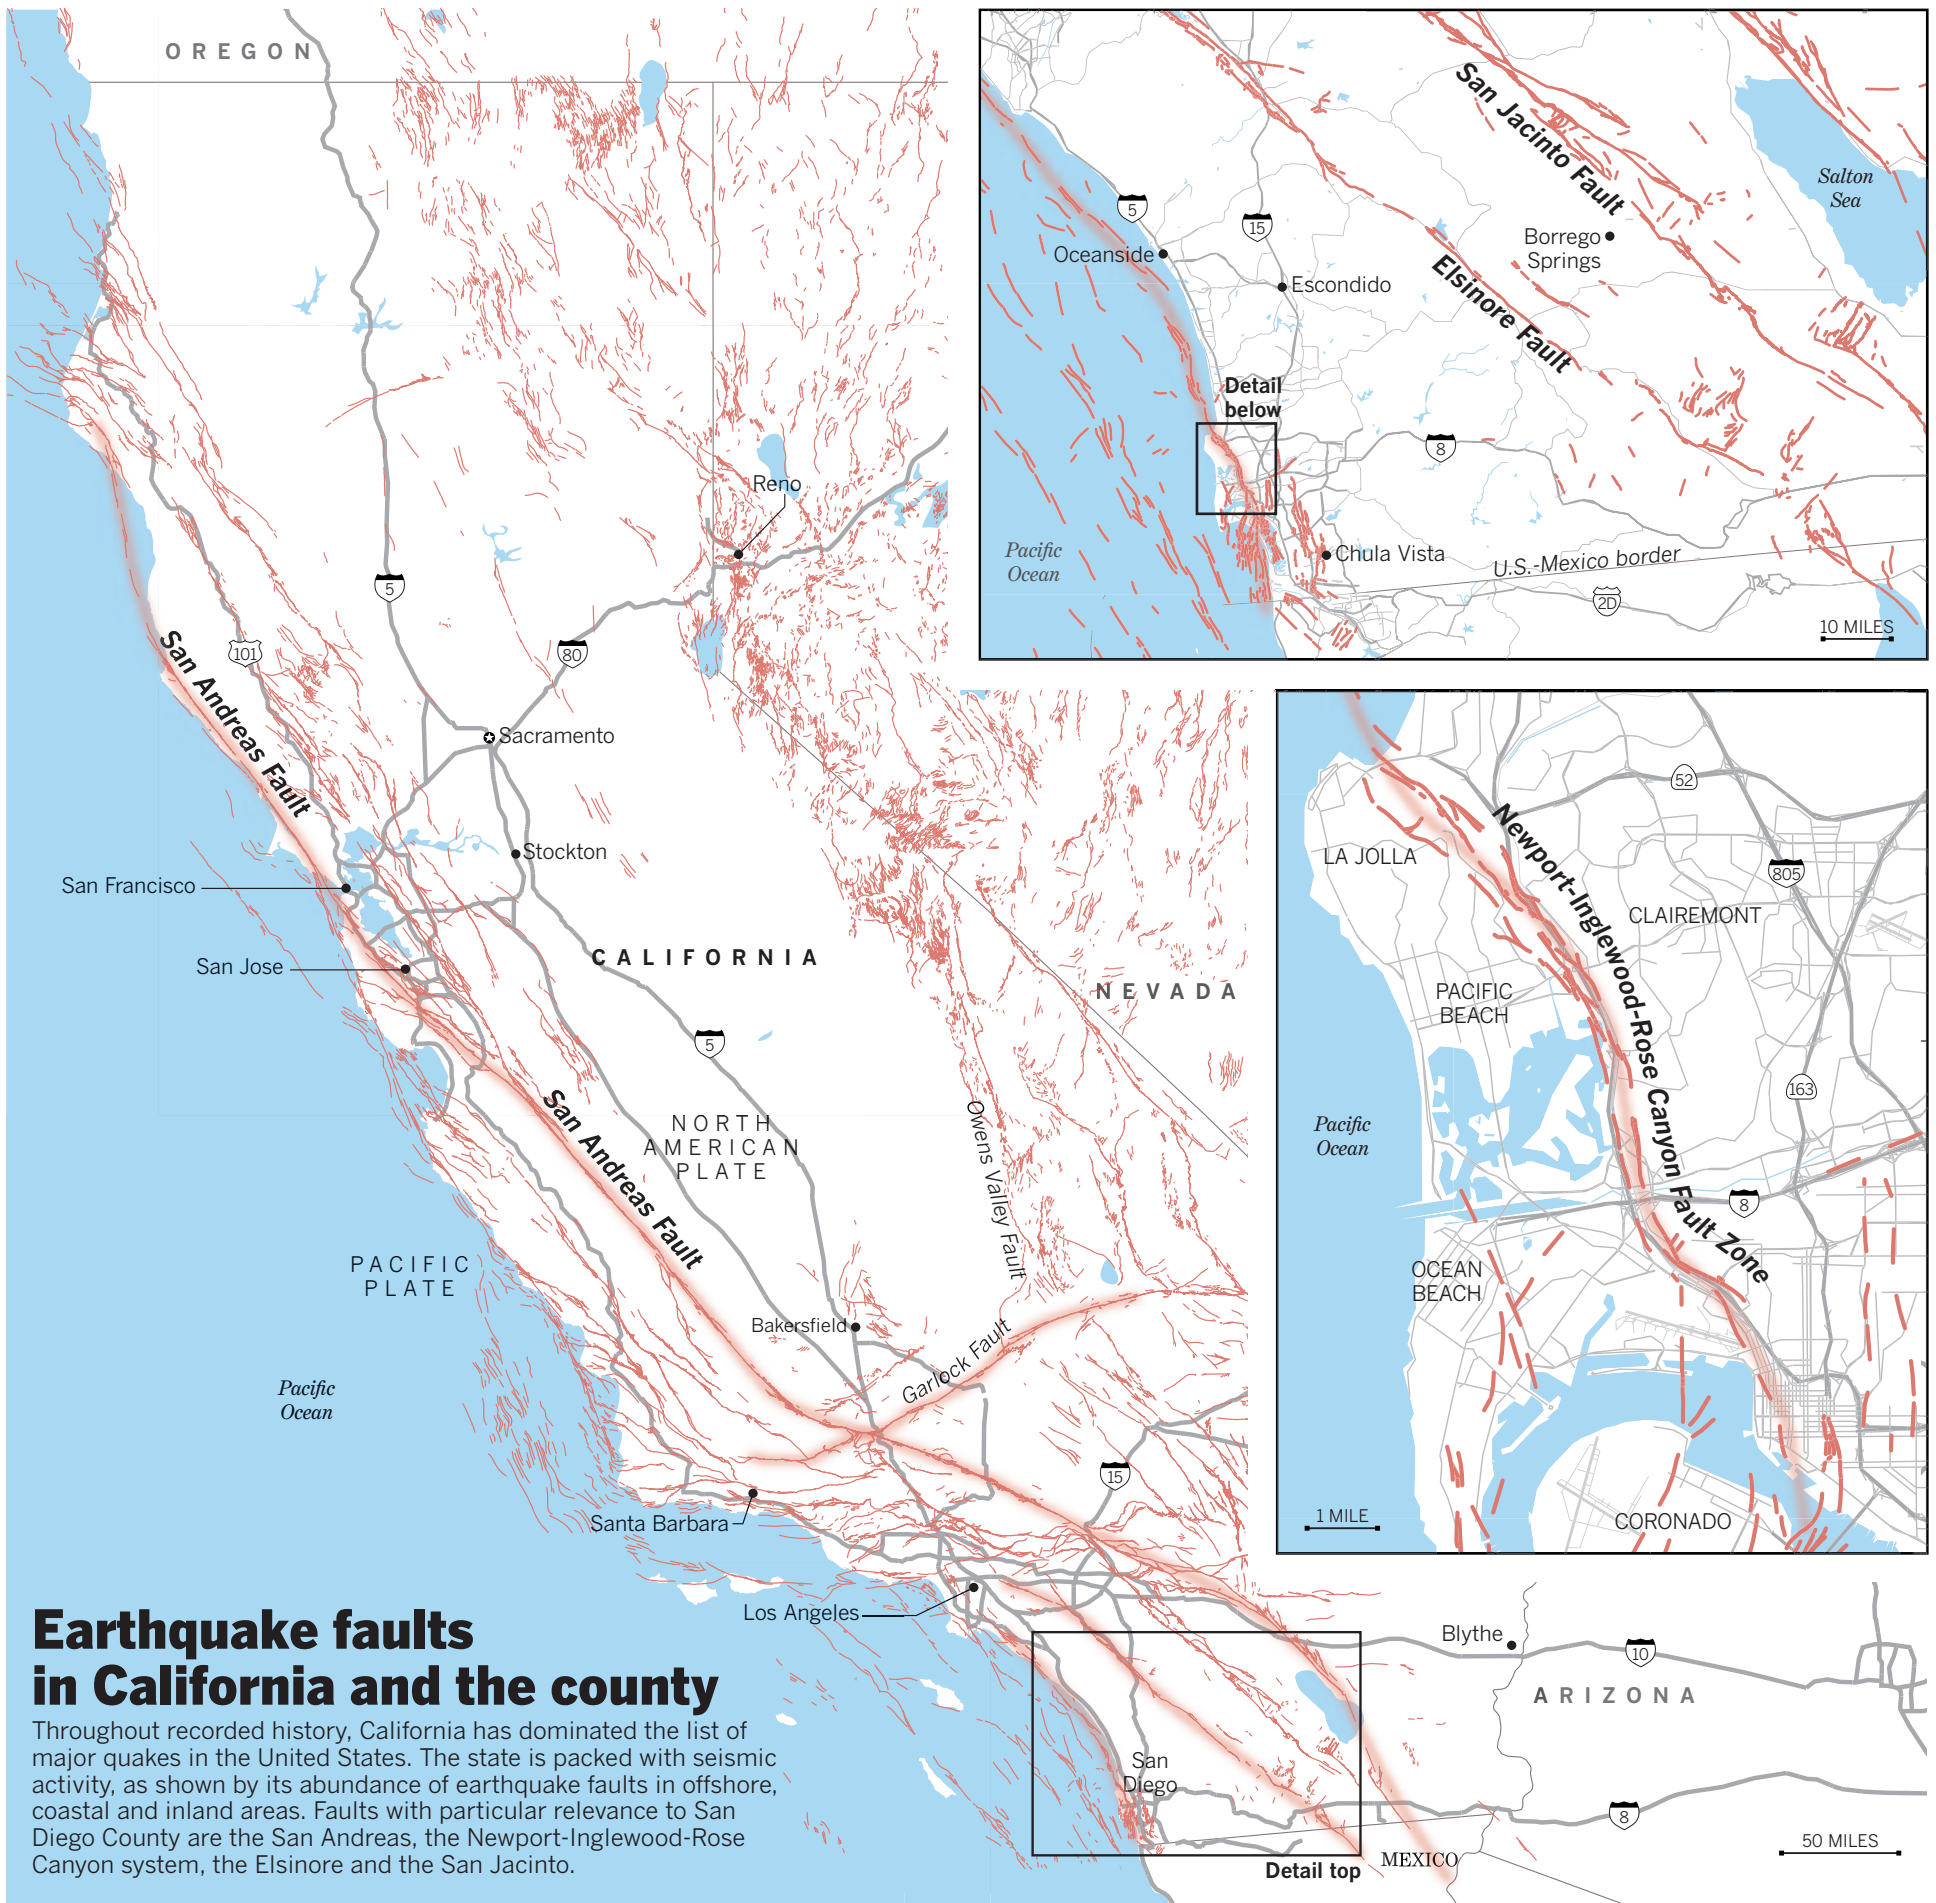 OREGON
Reno
5
101
80
San Andreas Fault
Sacramento
Stockton
San Francisco
San Jose
CALIFORNIA
NEVADA
5
NORTH
AMERICAN
PLATE
San Andreas Fault
Owens Valley Fault
PACIFIC
PLATE
Bakersfield
Garlock Fault
Pacific
Ocean
15
Santa Barbara
Los Angeles
Blythe
10
ARIZONA
San
Diego
8
50 MILES
MEXICO
Detail top
Earthquake faults
in California and the county
Throughout recorded history, California has dominated the list of
major quakes in the United States. The state is packed with seismic
activity, as shown by its abundance of earthquake faults in offshore,
coastal and inland areas. Faults with particular relevance to San
Diego County are the San Andreas, the Newport-Inglewood-Rose
Canyon system, the Elsinore and the San Jacinto.
San Jacinto Fault
Salton
Sea
5
15
Oceanside
Borrego
Springs
Escondido
Elsinore Fault
Detail
below
8
Pacific
Ocean
Chula Vista
U.S.-Mexico border
2D
10 MILES
52
Newport-Inglewood-Rose Canyon Fault Zone
LA JOLLA
805
CLAIREMONT
PACIFIC
BEACH
163
Pacific
Ocean
8
OCEAN
BEACH
1 MILE
CORONADO